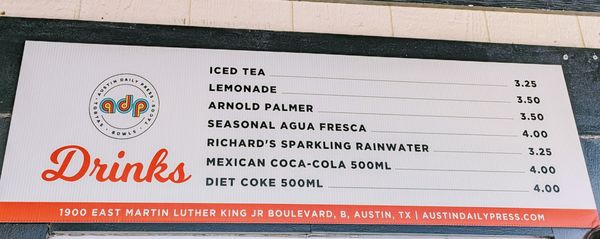 AUSTIN DAILY PRESS
adp
TORTAS • BOWLS • TACOS
Drinks
ICED TEA 3.25
LEMONADE 3.50
ARNOLD PALMER 3.50
SEASONAL AGUA FRESCA 4.00
RICHARD'S SPARKLING RAINWATER 3.25
MEXICAN COCA-COLA 500ML 4.00
DIET COKE 500ML 4.00
1900 EAST MARTIN LUTHER KING JR BOULEVARD, B, AUSTIN, TX | AUSTINDAILYPRESS.COM